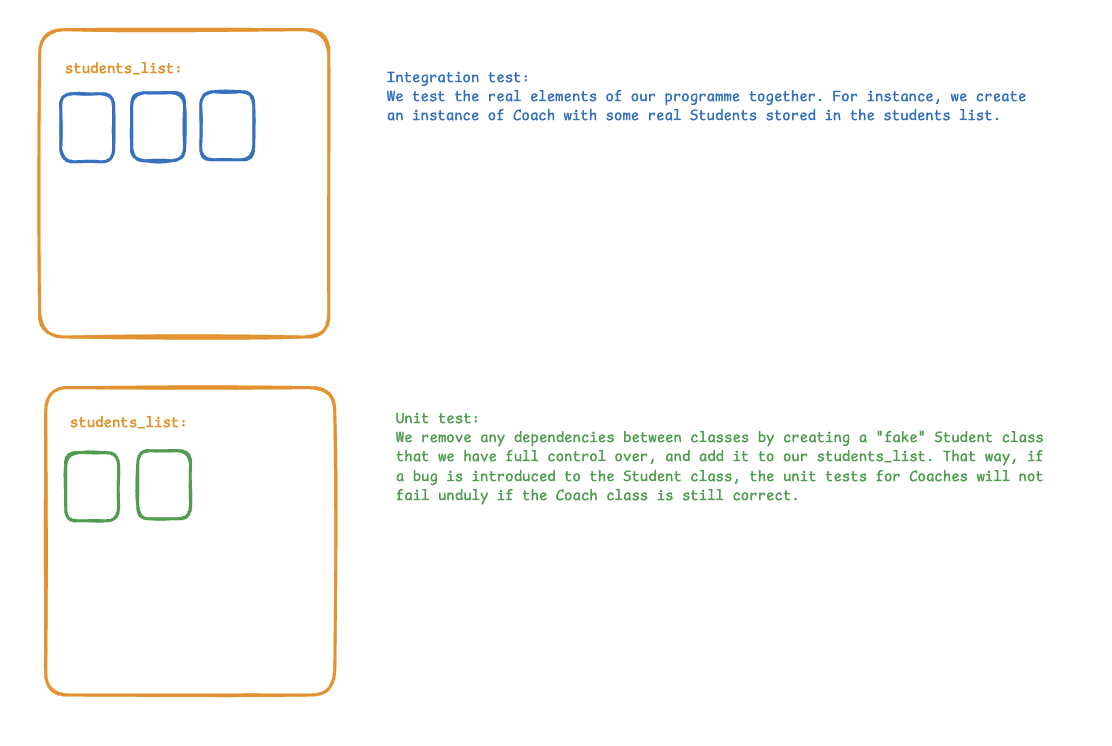 students_list:
Integration test:
We test the real elements of our programme together. For instance, we create
an instance of Coach with some real Students stored in the students list.
students_list:
Unit test:
We remove any dependencies between classes by creating a "fake" Student class
that we have full control over, and add it to our students_list. That way, if
a bug is introduced to the Student class, the unit tests for Coaches will not
fail unduly if the Coach class is still correct.